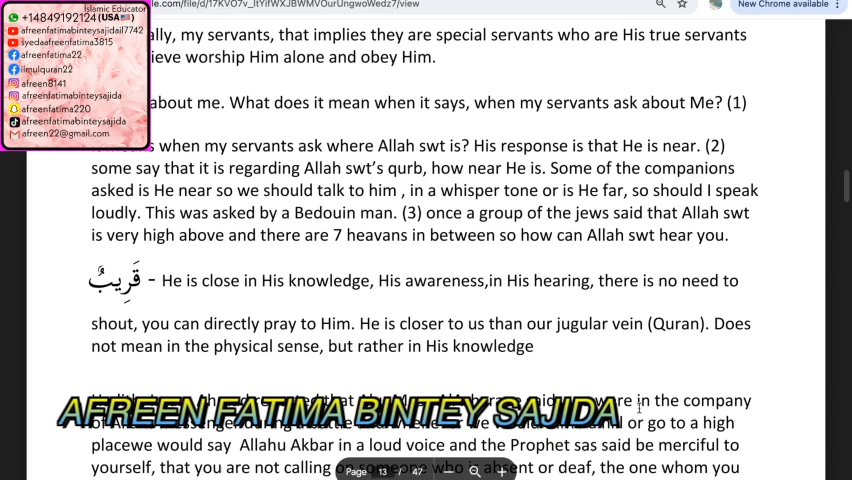 le.com/file/d/17KVO7v_ItYifWXJBWMVOurUngwoWedz7/view
New Chrome available
Islamic Educator
+14849192124 (USA)
afreenfatimabinteysajidali7742
syedaafreenfatima3815
afreenfatima22
ilmulquran22
afreen8141
afreenfatimabinteysajida
afreenfatima220
afreenfatimabinteysajida
afreen22@gmail.com
ally, my servants, that implies they are special servants who are His true servants
ieve worship Him alone and obey Him.
about me. What does it mean when it says, when my servants ask about Me? (1)
when my servants ask where Allah swt is? His response is that He is near. (2)
some say that it is regarding Allah swt's qurb, how near He is. Some of the companions
asked is He near so we should talk to him , in a whisper tone or is He far, so should I speak
loudly. This was asked by a Bedouin man. (3) once a group of the jews said that Allah swt
is very high above and there are 7 heavans in between so how can Allah swt hear you.
قَرِيبٌ – He is close in His knowledge, His awareness,in His hearing, there is no need to
shout, you can directly pray to Him. He is closer to us than our jugular vein (Quran). Does
not mean in the physical sense, but rather in His knowledge
in the company
AFREEN FATIMA BINTEY SAJIDA
or go to a high
placewe would say Allahu Akbar in a loud voice and the Prophet sas said be merciful to
yourself, that you are not calling on someone who is absent or deaf, the one whom you
Page 13 / 47